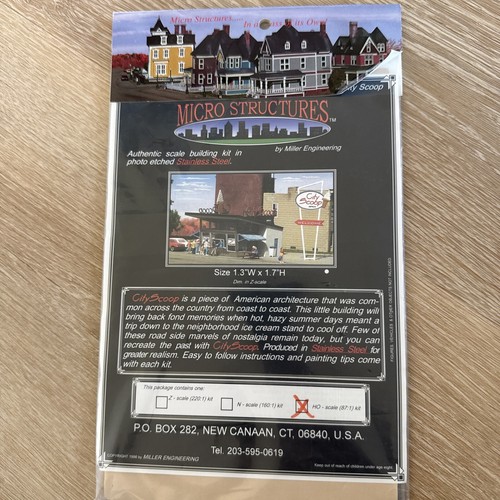 Micro Structures
City Scoop
MICRO STRUCTURES TM
by Miller Engineering
Authentic scale building kit in
photo etched Stainless Steel.
City
Scoop
WELCOME
Size 1.3"W x 1.7"H
Dim. in Z-scale
CityScoop is a piece of American architecture that was com-
mon across the country from coast to coast. This little building will
bring back fond memories when hot, hazy summer days meant a
trip down to the neighborhood ice cream stand to cool off. Few of
these road side marvels of nostalgia remain today, but you can
recreate the past with CityScoop. Produced in Stainless Steel for
greater realism. Easy to follow instructions and painting tips come
with each kit.
This package contains one:
Z - scale (220:1) kit
N - scale (160:1) kit
HO - scale (87:1) kit
P.O. BOX 282, NEW CANAAN, CT, 06840, U.S.A.
Tel. 203-595-0619
COPYRIGHT 1998 by MILLER ENGINEERING
Keep out of reach of children under age eight.